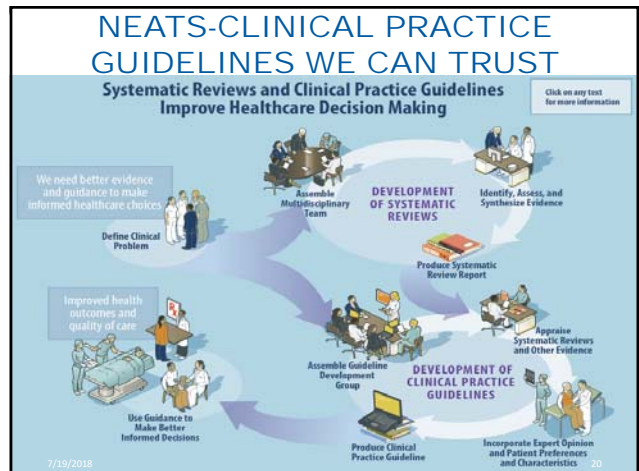 NEATS-CLINICAL PRACTICE
GUIDELINES WE CAN TRUST
Systematic Reviews and Clinical Practice Guidelines
Improve Healthcare Decision Making
Click on any text
for more information
We need better evidence
and guidance to make
informed healthcare choices
Define Clinical
Problem
Assemble
Multidisciplinary
Team
DEVELOPMENT
OF SYSTEMATIC
REVIEWS
Identify, Assess, and
Synthesize Evidence
Produce Systematic
Review Report
Improved health
outcomes and
quality of care
Rx
Assemble Guideline
Development
Group
Appraise
Systematic Reviews
and Other Evidence
DEVELOPMENT OF
CLINICAL PRACTICE
GUIDELINES
Use Guidance to
Make Better
Informed Decisions
Produce Clinical
Practice Guideline
Incorporate Expert Opinion
and Patient Preferences
and Characteristics
7/19/2018
20